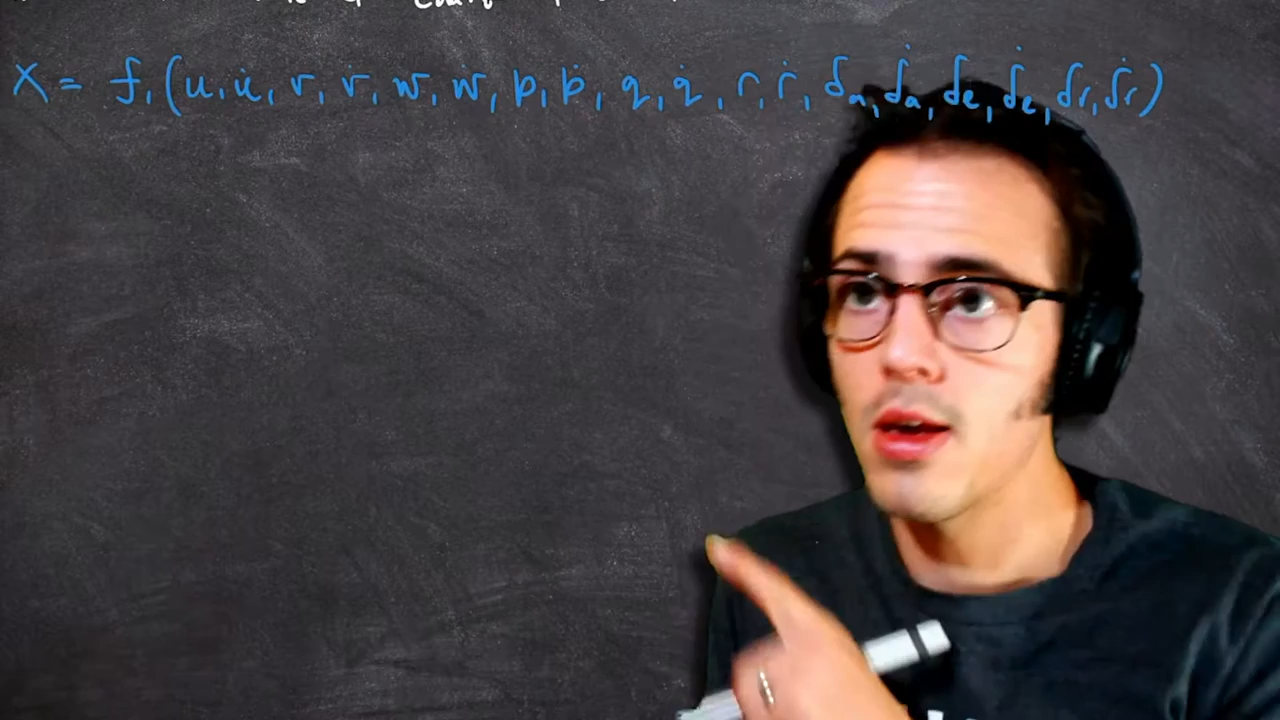 X = f₁(u, u̇, v, v̇, w, ẇ, p, ṗ, q, q̇, r, ṙ, δₐ, δ̇ₐ, δₑ, δ̇ₑ, δᵣ, δ̇ᵣ)